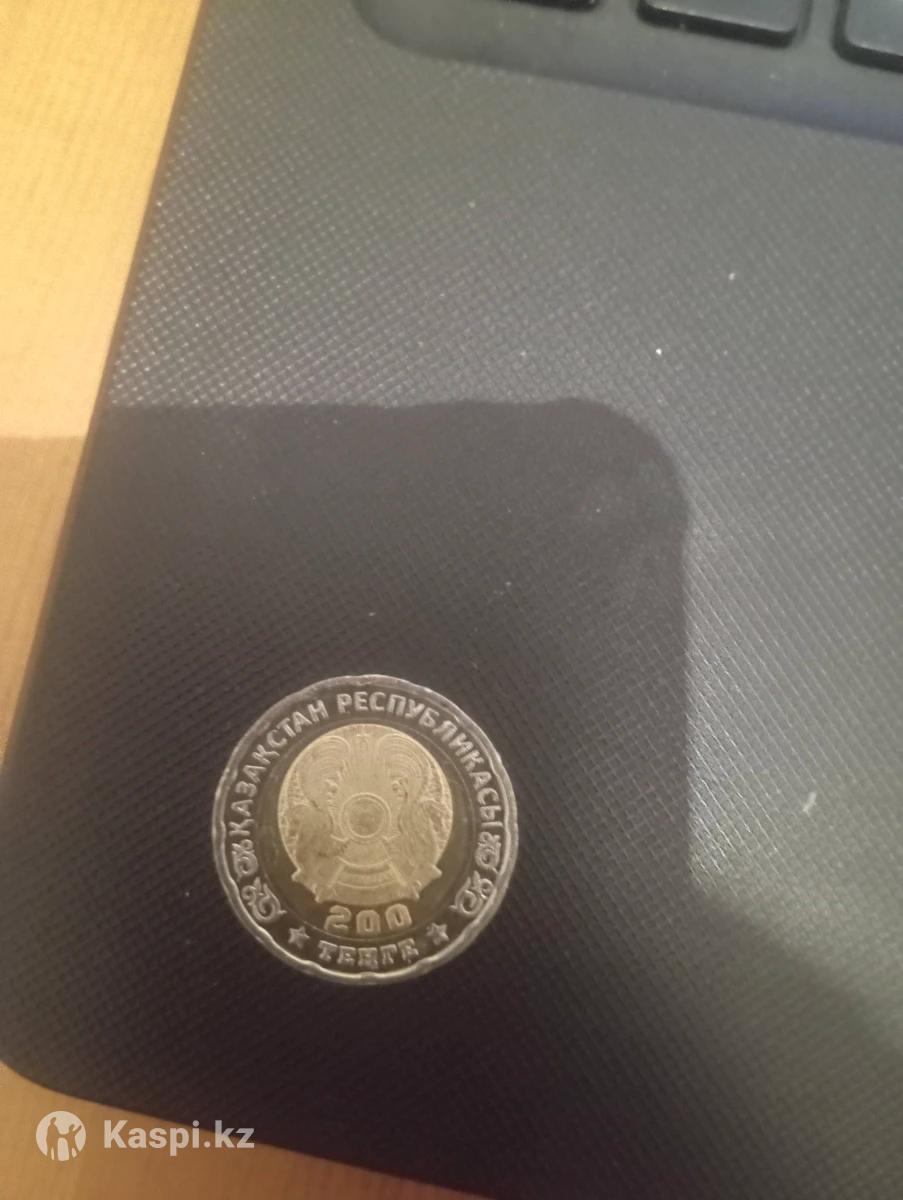 ҚАЗАҚСТАН РЕСПУБЛИКАСЫ
200
ТЕҢГЕ
Kaspi.kz